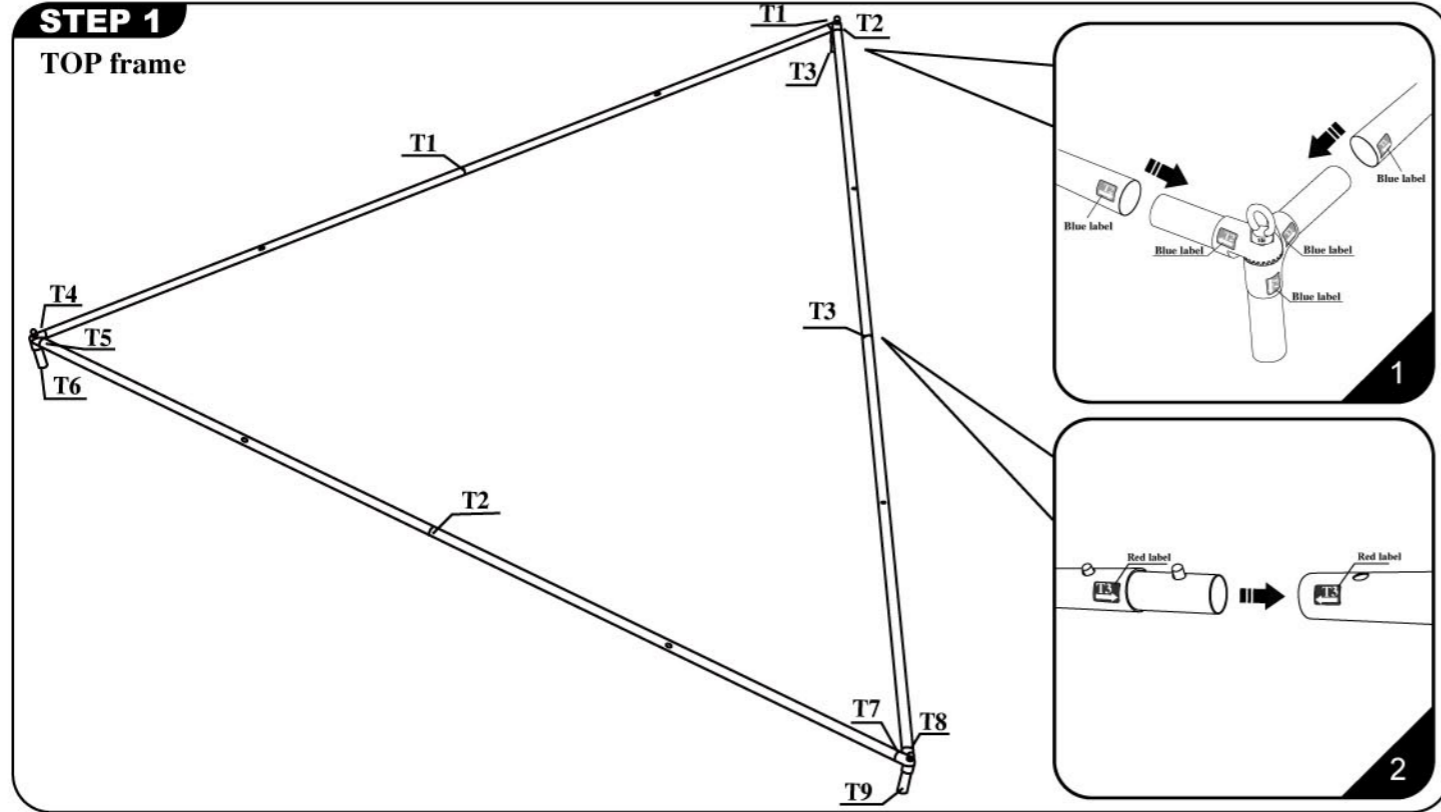 STEP 1
TOP frame
T1
T2
T3
T1
T4
T5
T6
T3
T2
T7
T8
T9
Blue label
Blue label
Blue label
Blue label
Blue label
1
Red label
Red label
2